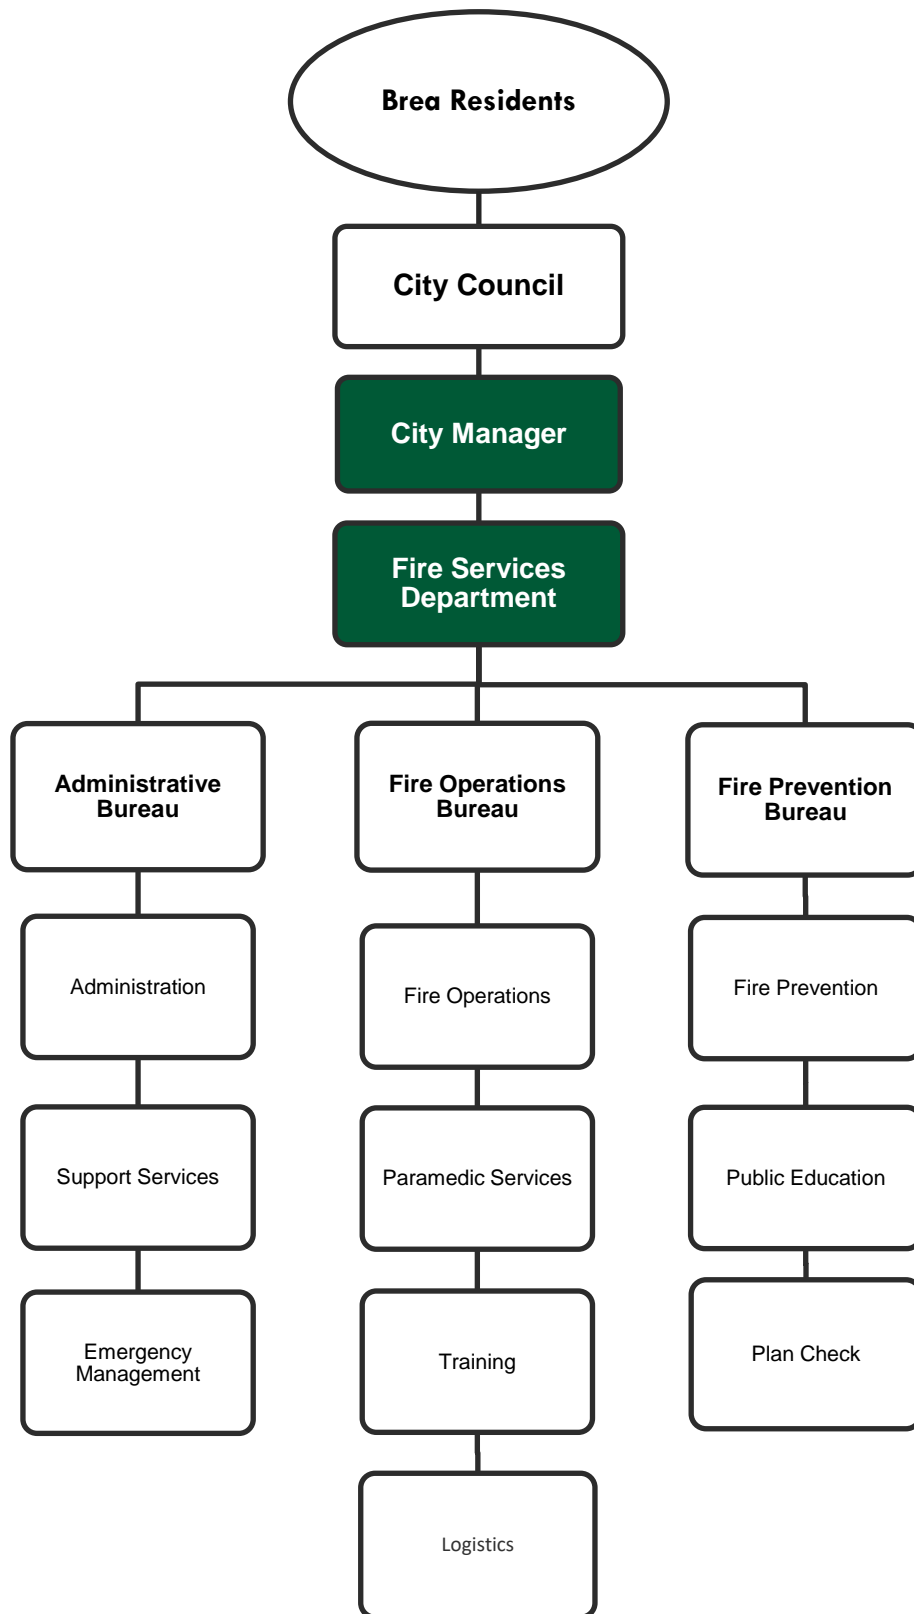 Brea Residents
City Council
City Manager
Fire Services
Department
Administrative
Bureau
Administration
Support Services
Emergency
Management
Fire Operations
Bureau
Fire Operations
Paramedic Services
Training
Logistics
Fire Prevention
Bureau
Fire Prevention
Public Education
Plan Check